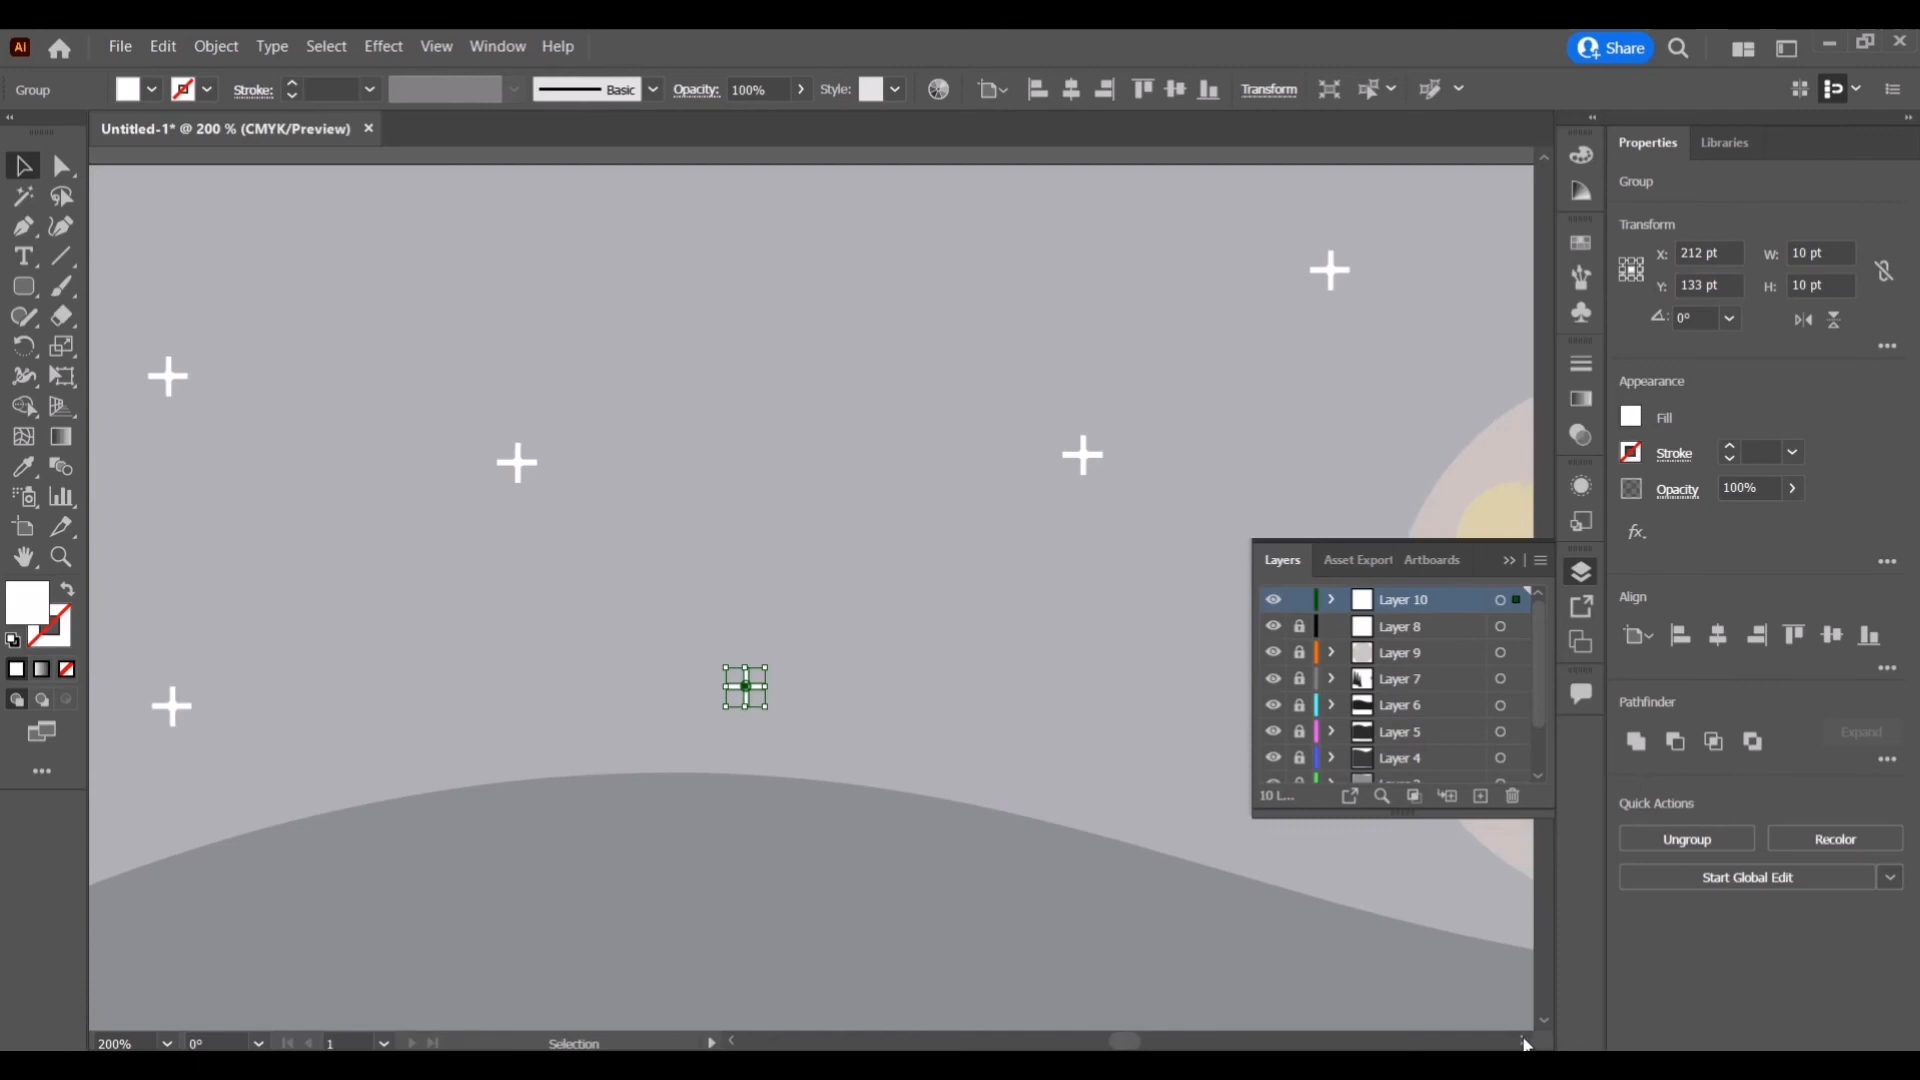 Ai File Edit Object Type Select Effect View Window Help Share
Group Stroke: Basic Opacity: 100% Style: Transform
Untitled-1* @ 200 % (CMYK/Preview)
Properties Libraries
Group
Transform
X: 212 pt W: 10 pt
Y: 133 pt H: 10 pt
0°
Appearance
Fill
Stroke
Opacity 100%
fx.
Layers Asset Export Artboards
Layer 10
Layer 8
Layer 9
Layer 7
Layer 6
Layer 5
Layer 4
10 L...
Align
Pathfinder
Expand
Quick Actions
Ungroup Recolor
Start Global Edit
200% 0° 1 Selection